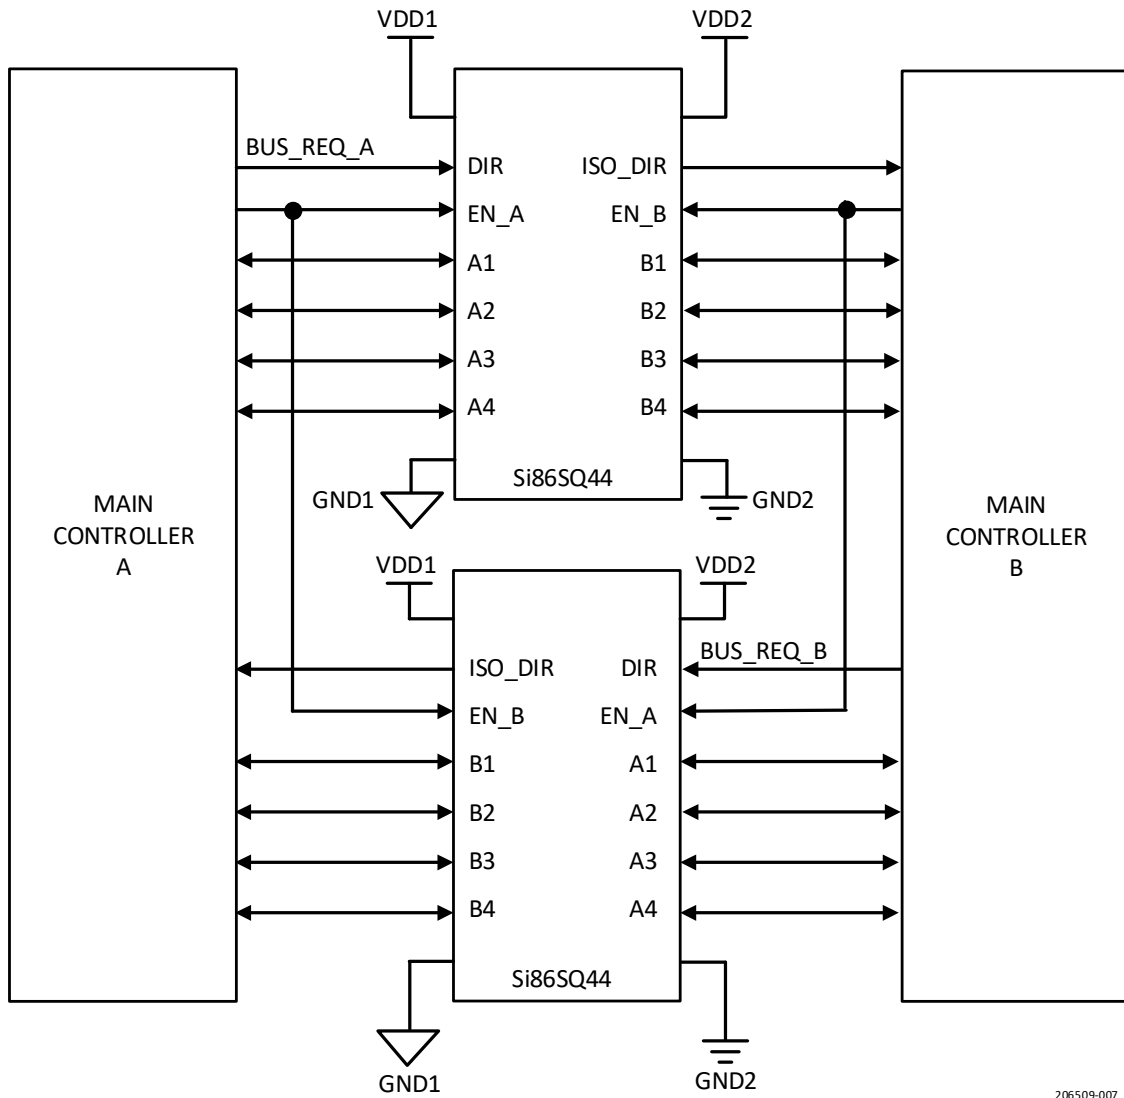 VDD1
VDD2
BUS_REQ_A
DIR
ISO_DIR
EN_A
EN_B
A1
B1
A2
B2
A3
B3
A4
B4
Si86SQ44
GND1
GND2
MAIN
CONTROLLER
A
MAIN
CONTROLLER
B
VDD1
VDD2
BUS_REQ_B
ISO_DIR
DIR
EN_B
EN_A
B1
A1
B2
A2
B3
A3
B4
A4
Si86SQ44
GND1
GND2
206509-007